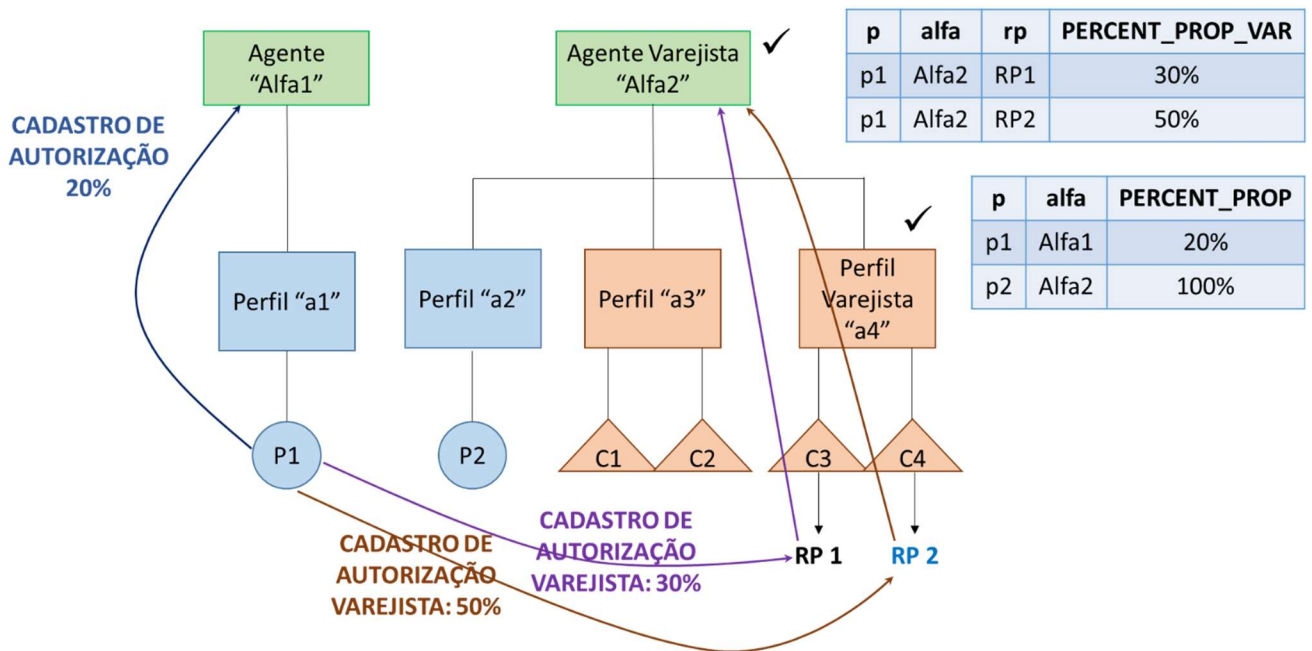 Agente
“Alfa1”
Agente Varejista
“Alfa2”
✓
p alfa rp PERCENT_PROP_VAR
p1 Alfa2 RP1 30%
p1 Alfa2 RP2 50%
CADASTRO DE
AUTORIZAÇÃO
20%
p alfa PERCENT_PROP
p1 Alfa1 20%
p2 Alfa2 100%
✓
Perfil “a1”
Perfil “a2”
Perfil “a3”
Perfil
Varejista
“a4”
P1
P2
C1
C2
C3
C4
CADASTRO DE
AUTORIZAÇÃO
VAREJISTA: 50%
CADASTRO DE
AUTORIZAÇÃO
VAREJISTA: 30%
RP 1
RP 2